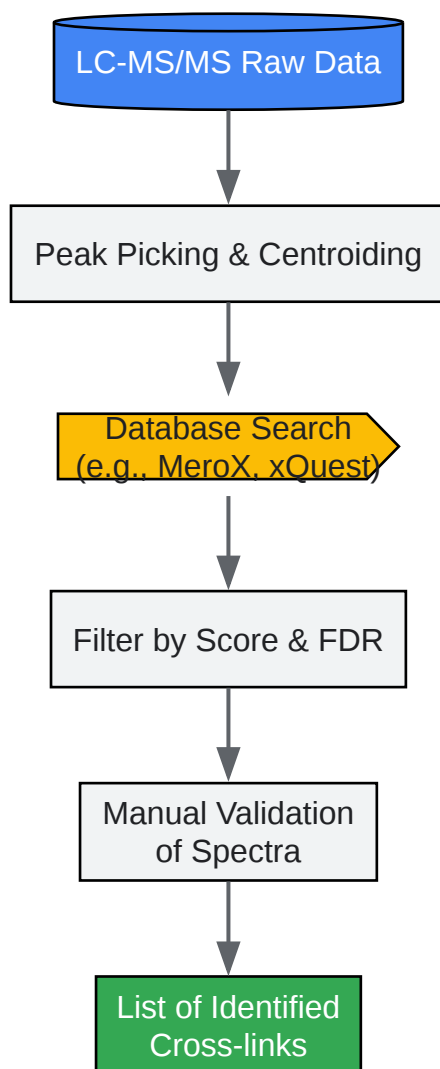 LC-MS/MS Raw Data
Peak Picking & Centroiding
Database Search
(e.g., MeroX, xQuest)
Filter by Score & FDR
Manual Validation
of Spectra
List of Identified
Cross-links